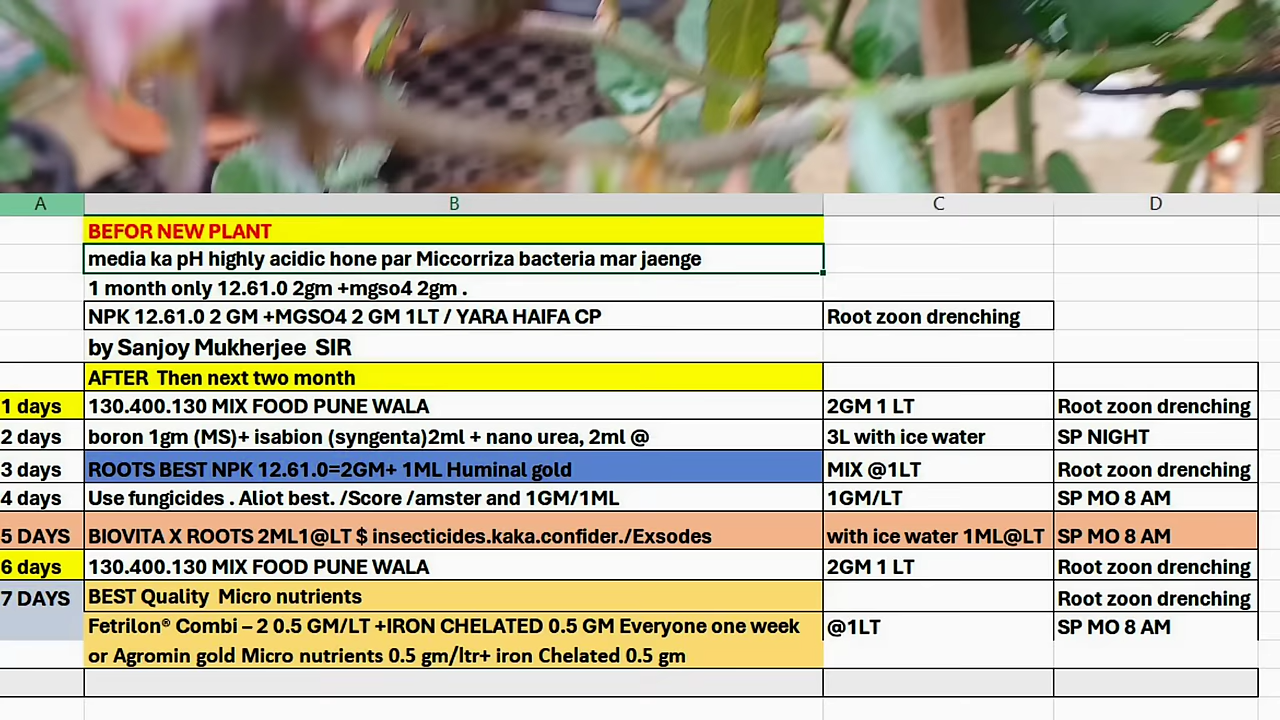 A B C D
BEFOR NEW PLANT
media ka pH highly acidic hone par Miccorriza bacteria mar jaenge
1 month only 12.61.0 2gm +mgso4 2gm .
NPK 12.61.0 2 GM +MGSO4 2 GM 1LT / YARA HAIFA CP Root zoon drenching
by Sanjoy Mukherjee SIR
AFTER Then next two month
1 days 130.400.130 MIX FOOD PUNE WALA 2GM 1 LT Root zoon drenching
2 days boron 1gm (MS)+ isabion (syngenta)2ml + nano urea, 2ml @ 3L with ice water SP NIGHT
3 days ROOTS BEST NPK 12.61.0=2GM+ 1ML Huminal gold MIX @1LT Root zoon drenching
4 days Use fungicides . Aliot best. /Score /amster and 1GM/1ML 1GM/LT SP MO 8 AM
5 DAYS BIOVITA X ROOTS 2ML1@LT $ insecticides.kaka.confider./Exsodes with ice water 1ML@LT SP MO 8 AM
6 days 130.400.130 MIX FOOD PUNE WALA 2GM 1 LT Root zoon drenching
7 DAYS BEST Quality Micro nutrients Root zoon drenching
Fetrilon® Combi – 2 0.5 GM/LT +IRON CHELATED 0.5 GM Everyone one week @1LT SP MO 8 AM
or Agromin gold Micro nutrients 0.5 gm/ltr+ iron Chelated 0.5 gm